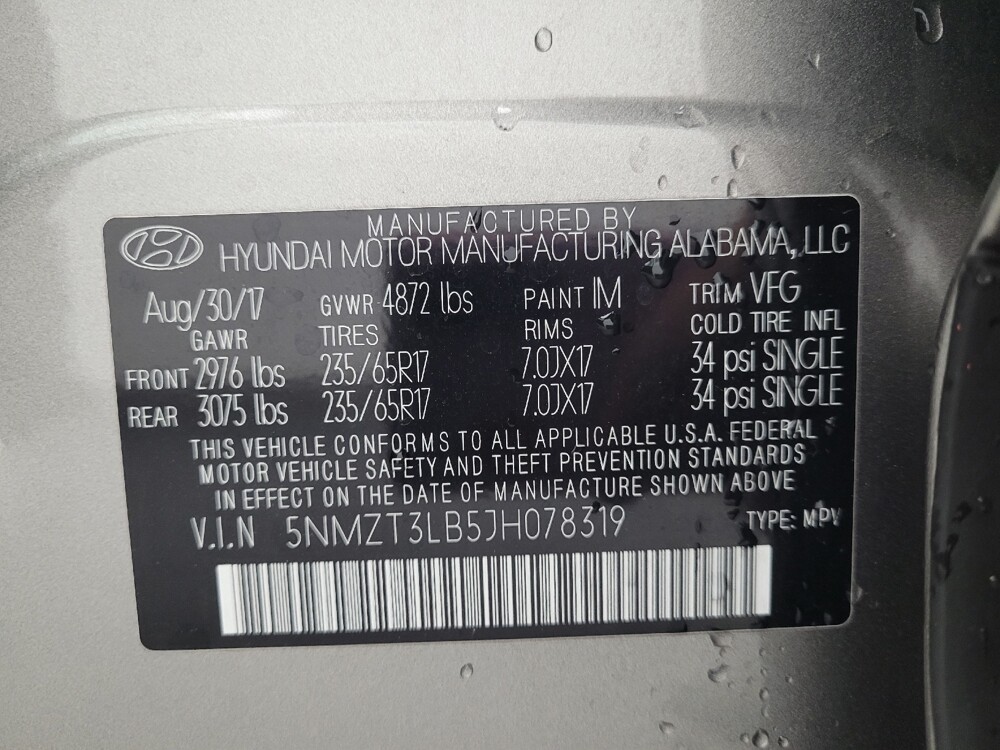 MANUFACTURED BY
HYUNDAI MOTOR MANUFACTURING ALABAMA, LLC
Aug/30/17 GVWR 4872 lbs PAINT IM TRIM VFG
GAWR TIRES RIMS COLD TIRE INFL
FRONT 2976 lbs 235/65R17 7.0JX17 34 psi SINGLE
REAR 3075 lbs 235/65R17 7.0JX17 34 psi SINGLE
THIS VEHICLE CONFORMS TO ALL APPLICABLE U.S.A. FEDERAL
MOTOR VEHICLE SAFETY AND THEFT PREVENTION STANDARDS
IN EFFECT ON THE DATE OF MANUFACTURE SHOWN ABOVE
V.I.N 5NMZT3LB5JH078319 TYPE: MPV